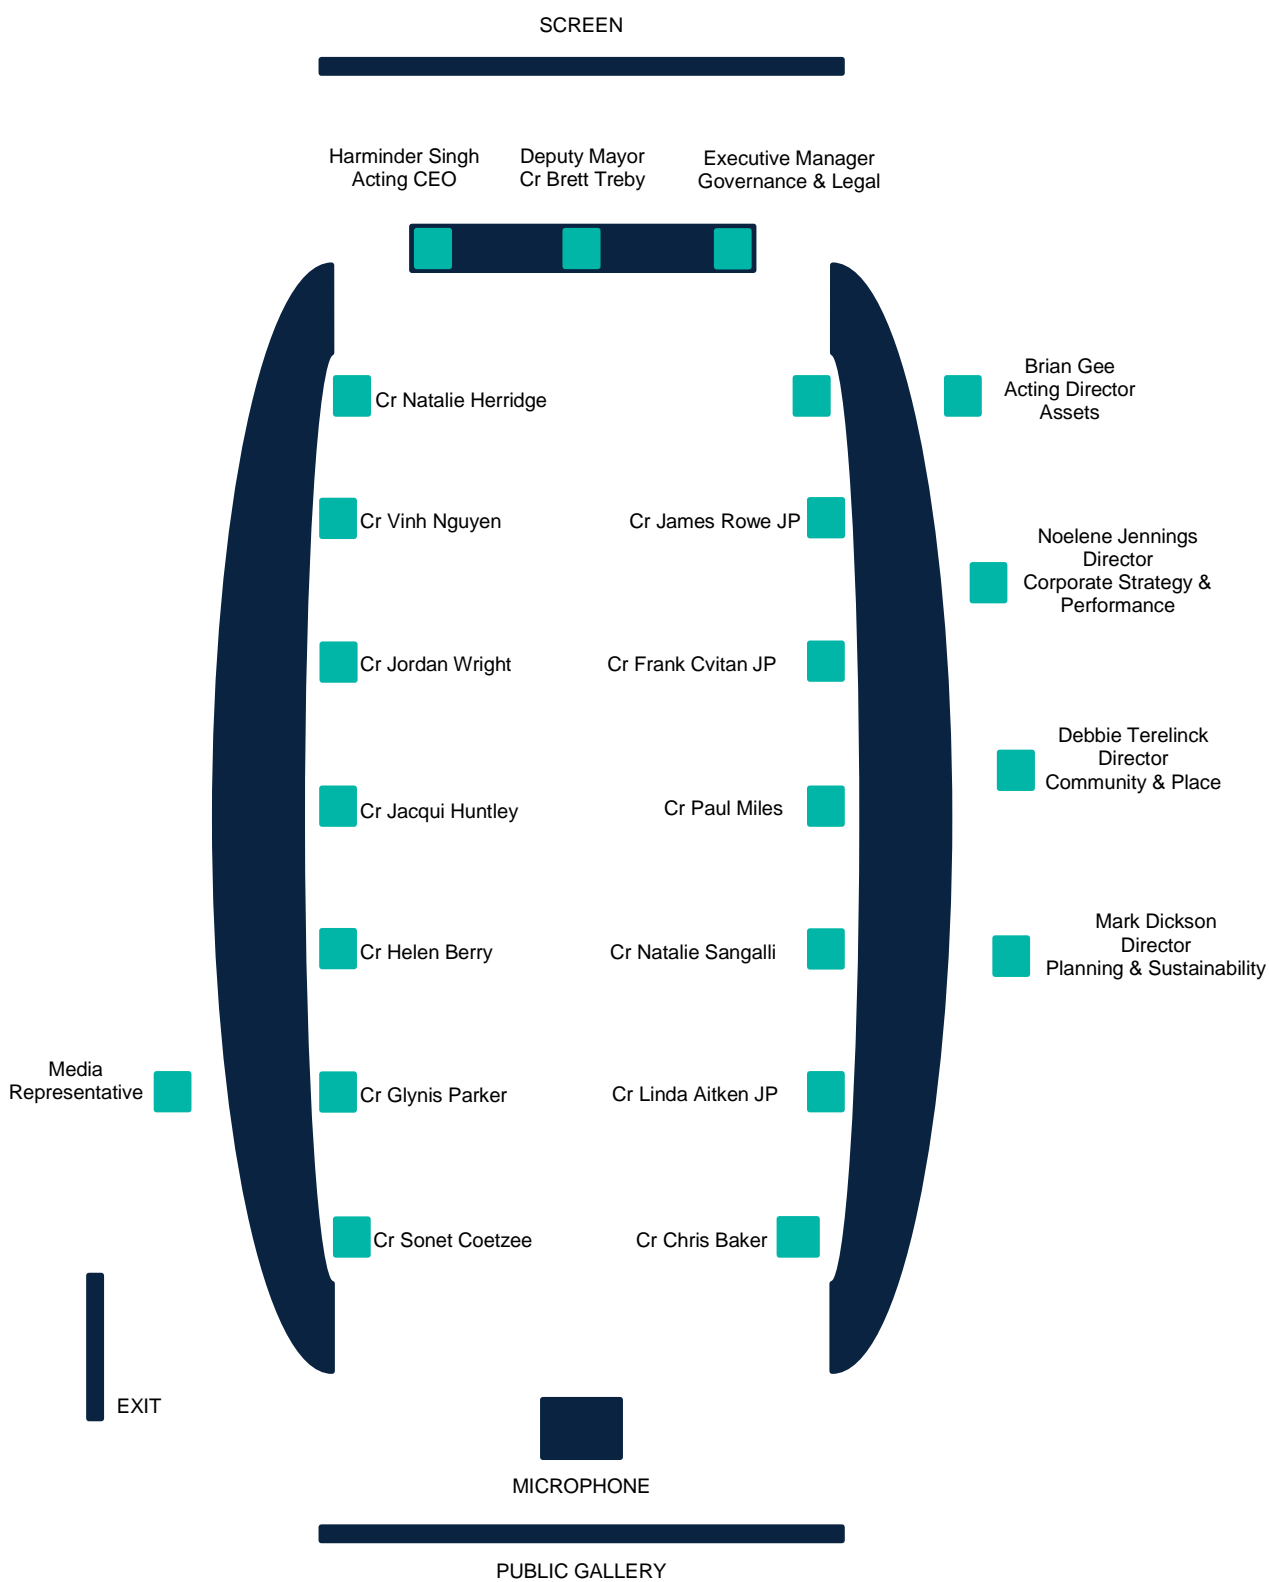 SCREEN
Harminder Singh
Acting CEO
Deputy Mayor
Cr Brett Treby
Executive Manager
Governance & Legal
Cr Natalie Herridge
Brian Gee
Acting Director
Assets
Cr Vinh Nguyen
Cr James Rowe JP
Noelene Jennings
Director
Corporate Strategy &
Performance
Cr Jordan Wright
Cr Frank Cvitan JP
Debbie Terelinck
Director
Community & Place
Cr Jacqui Huntley
Cr Paul Miles
Mark Dickson
Director
Planning & Sustainability
Cr Helen Berry
Cr Natalie Sangalli
Media
Representative
Cr Glynis Parker
Cr Linda Aitken JP
Cr Sonet Coetzee
Cr Chris Baker
EXIT
MICROPHONE
PUBLIC GALLERY